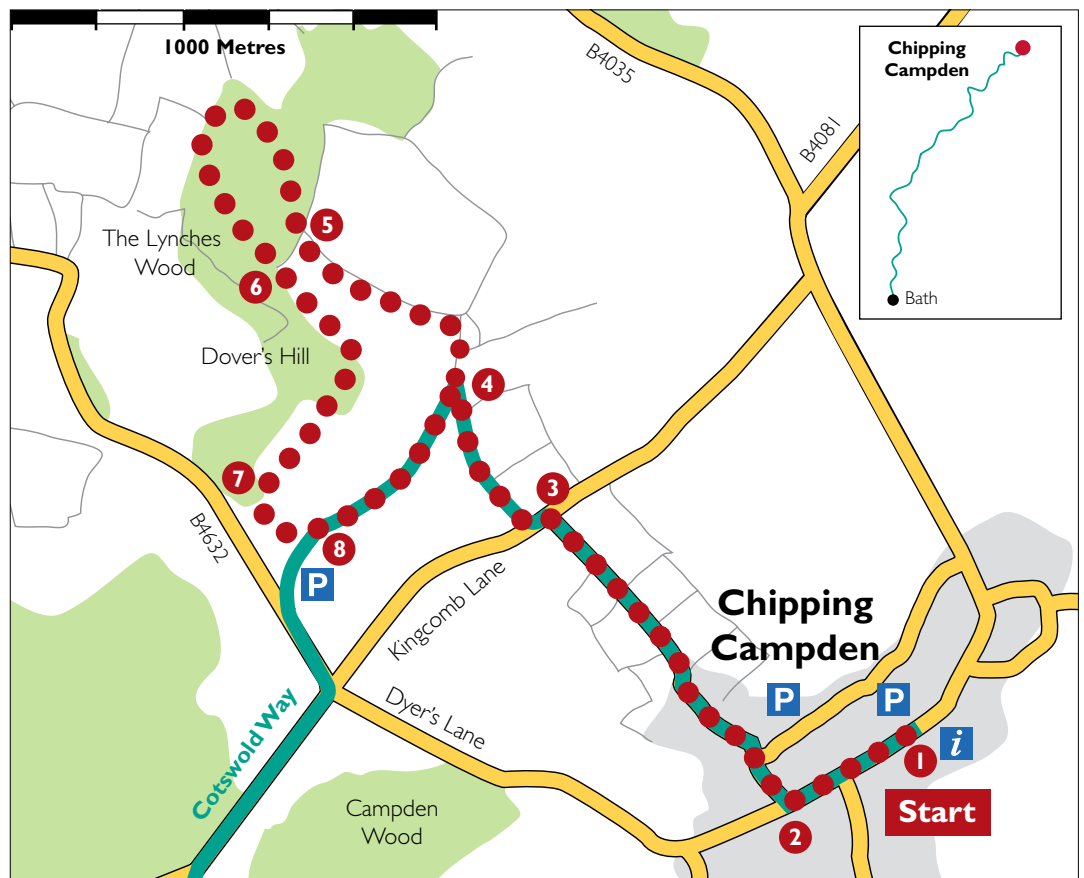 1000 Metres
B4035
B4081
Chipping
Campden
Bath
The Lynches
Wood
5
6
Dover's Hill
4
7
3
8
B4632
P
Kingcomb Lane
Chipping
Campden
Dyer's Lane
P
P
Cotswold Way
i
1
Start
Campden
Wood
2